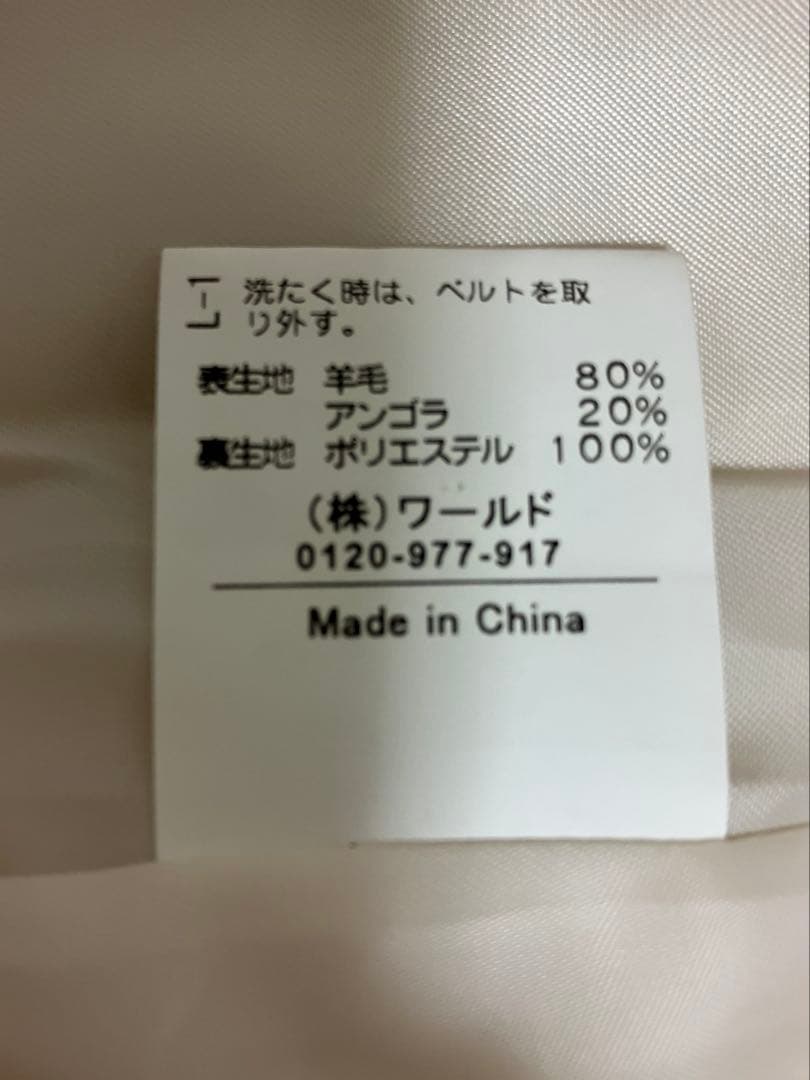 L-1
洗たく時は、ベルトを取
り外す。
表生地 羊毛 80%
アンゴラ 20%
裏生地 ポリエステル 100%
(株)ワールド
0120-977-917
Made in China